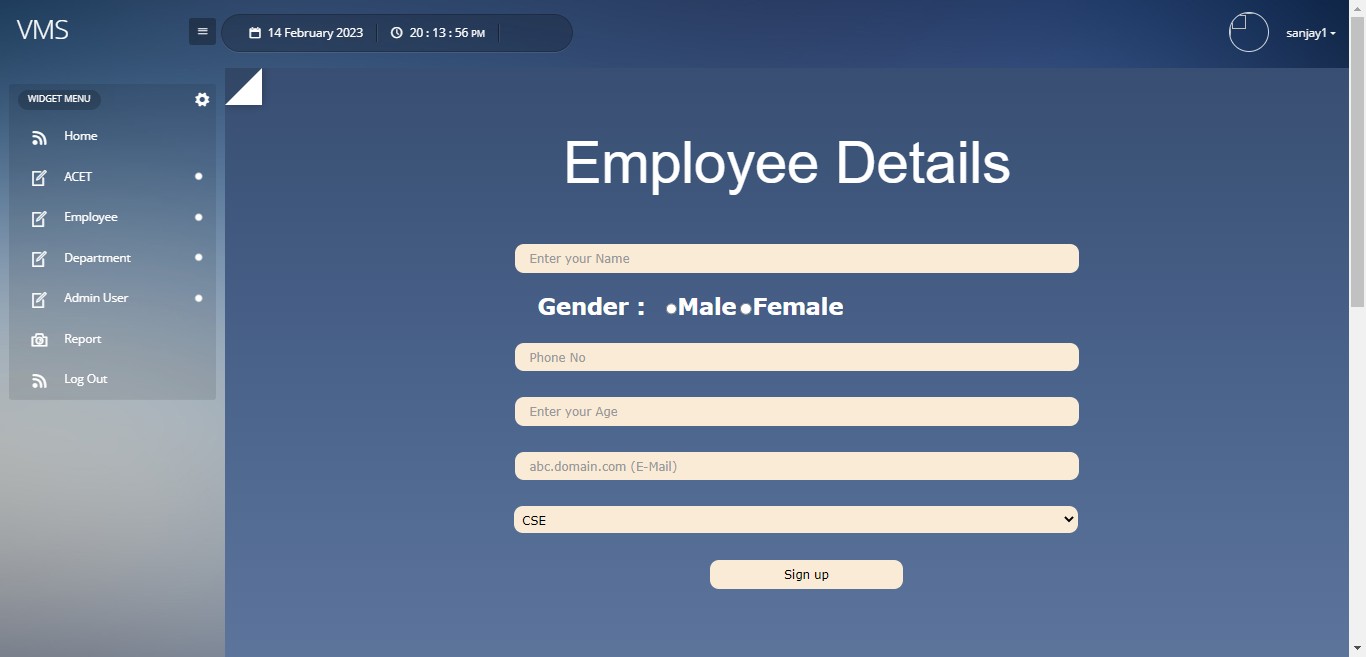 VMS
14 February 2023
20 : 13 : 56 PM
sanjay1
WIDGET MENU
Home
ACET
Employee
Department
Admin User
Report
Log Out
Employee Details
Enter your Name
Gender : Male Female
Phone No
Enter your Age
abc.domain.com (E-Mail)
CSE
Sign up